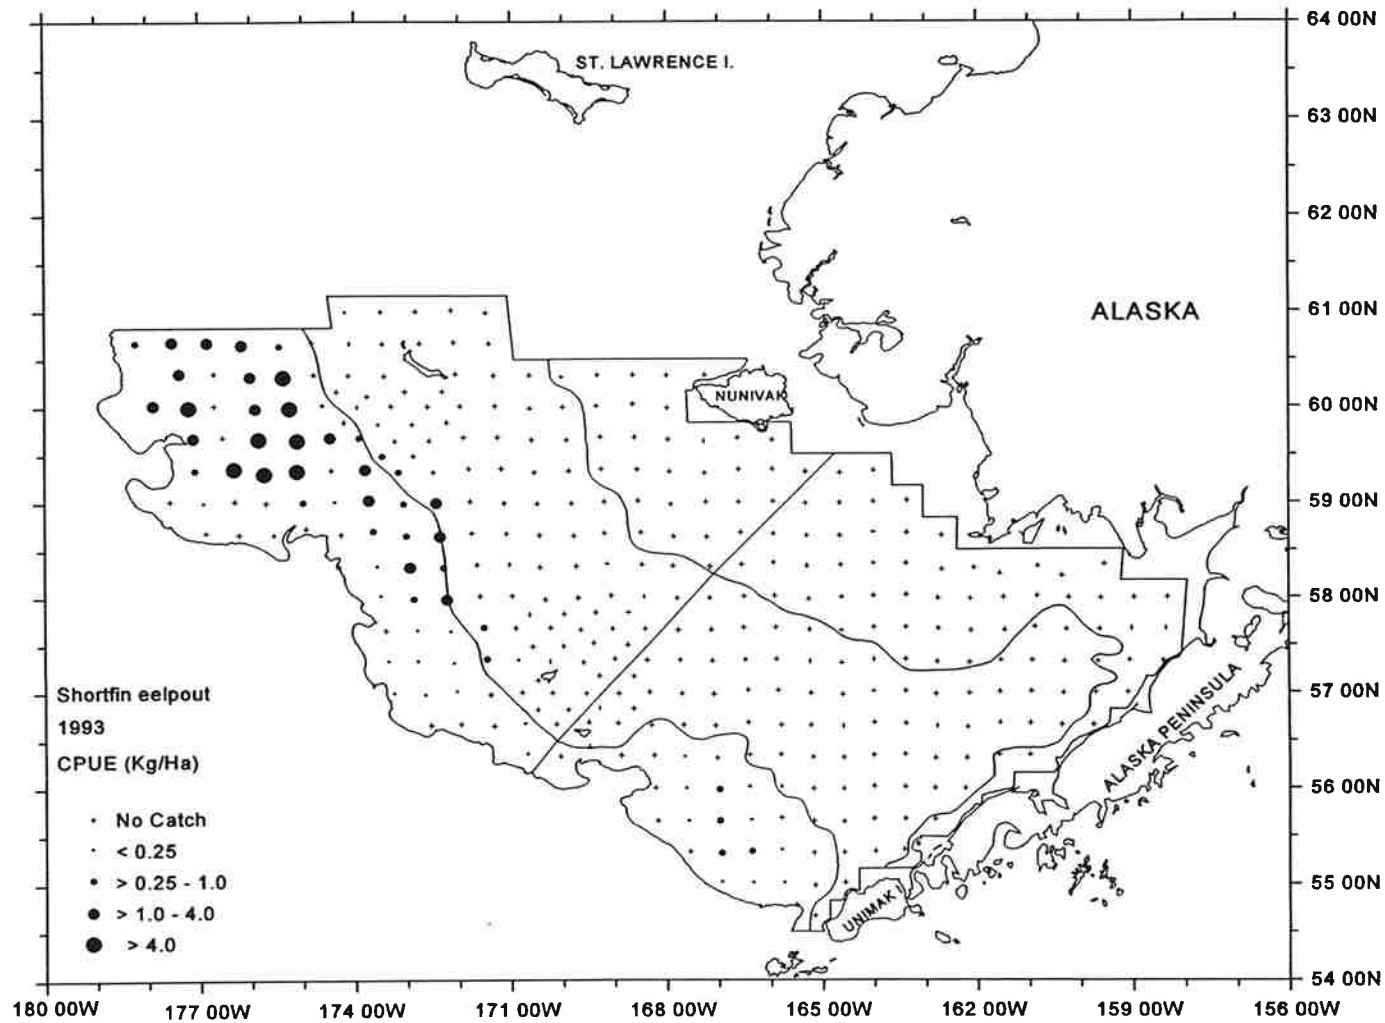 64 00N
ST. LAWRENCE I.
63 00N
62 00N
ALASKA
61 00N
NUNIVAK
60 00N
59 00N
58 00N
Shortfin eelpout
57 00N
1993
CPUE (Kg/Ha)
ALASKA PENINSULA
56 00N
No Catch
< 0.25
> 0.25 - 1.0
55 00N
> 1.0 - 4.0
UNIMAK I
> 4.0
54 00N
180 00W 177 00W 174 00W 171 00W 168 00W 165 00W 162 00W 159 00W 156 00W